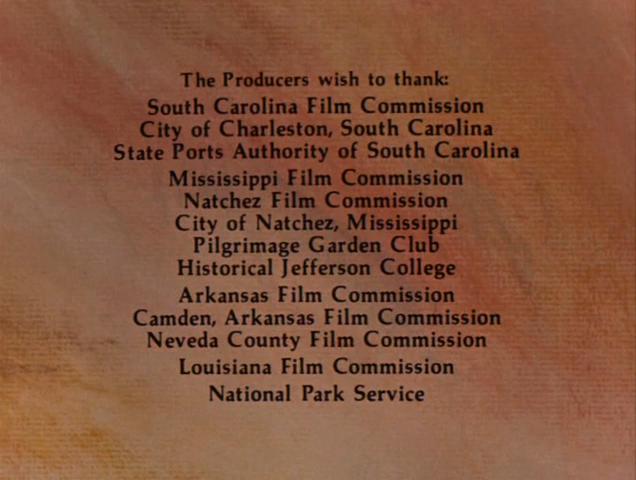 The Producers wish to thank:
South Carolina Film Commission
City of Charleston, South Carolina
State Ports Authority of South Carolina
Mississippi Film Commission
Natchez Film Commission
City of Natchez, Mississippi
Pilgrimage Garden Club
Historical Jefferson College
Arkansas Film Commission
Camden, Arkansas Film Commission
Neveda County Film Commission
Louisiana Film Commission
National Park Service